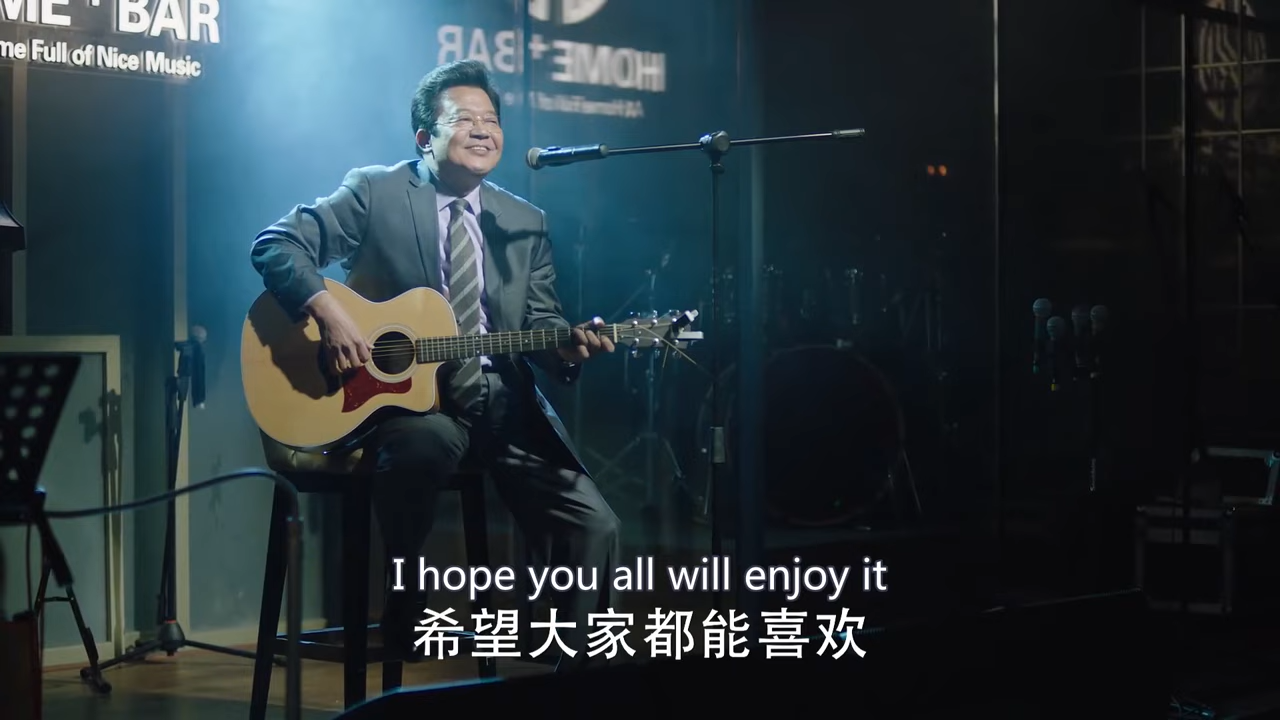 ME + BAR
me Full of Nice Music
HOME + BAR
I hope you all will enjoy it
希望大家都能喜欢